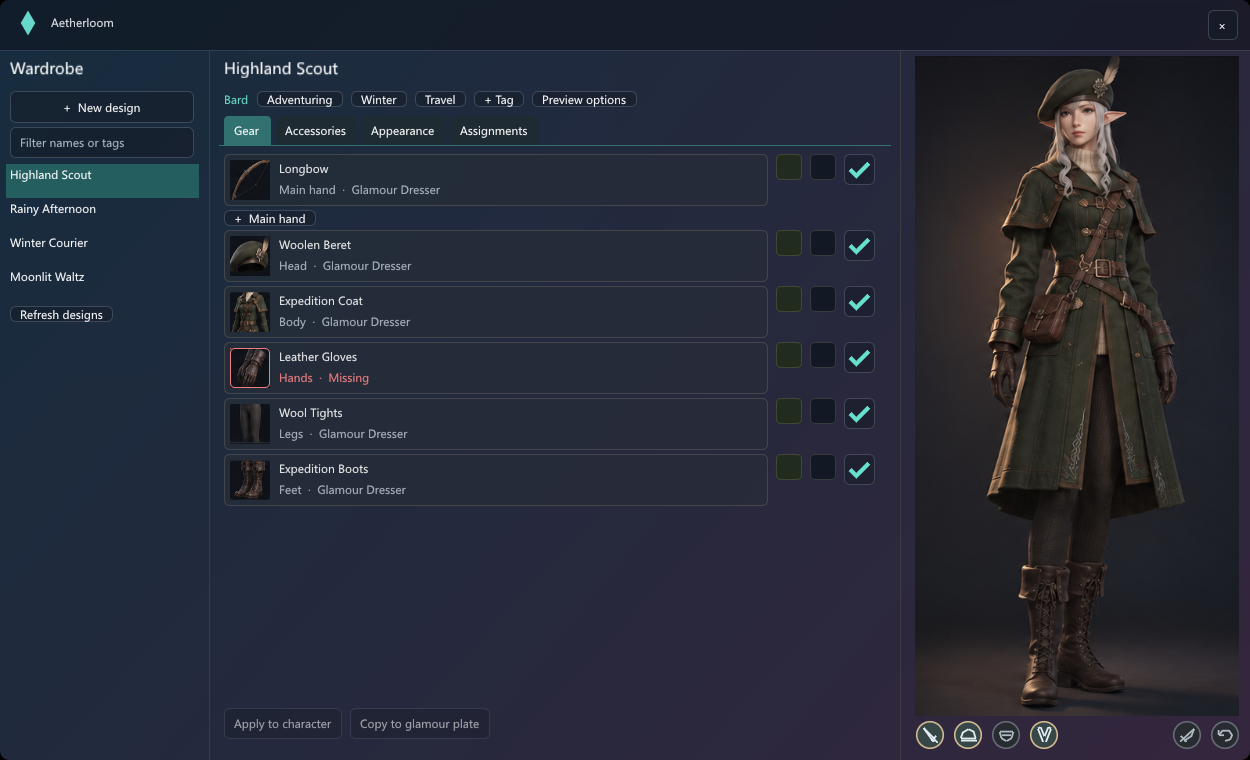 Aetherloom
×
Wardrobe
+ New design
Filter names or tags
Highland Scout
Rainy Afternoon
Winter Courier
Moonlit Waltz
Refresh designs
Highland Scout
Bard Adventuring Winter Travel + Tag Preview options
Gear Accessories Appearance Assignments
Longbow
Main hand · Glamour Dresser
+ Main hand
Woolen Beret
Head · Glamour Dresser
Expedition Coat
Body · Glamour Dresser
Leather Gloves
Hands · Missing
Wool Tights
Legs · Glamour Dresser
Expedition Boots
Feet · Glamour Dresser
Apply to character Copy to glamour plate